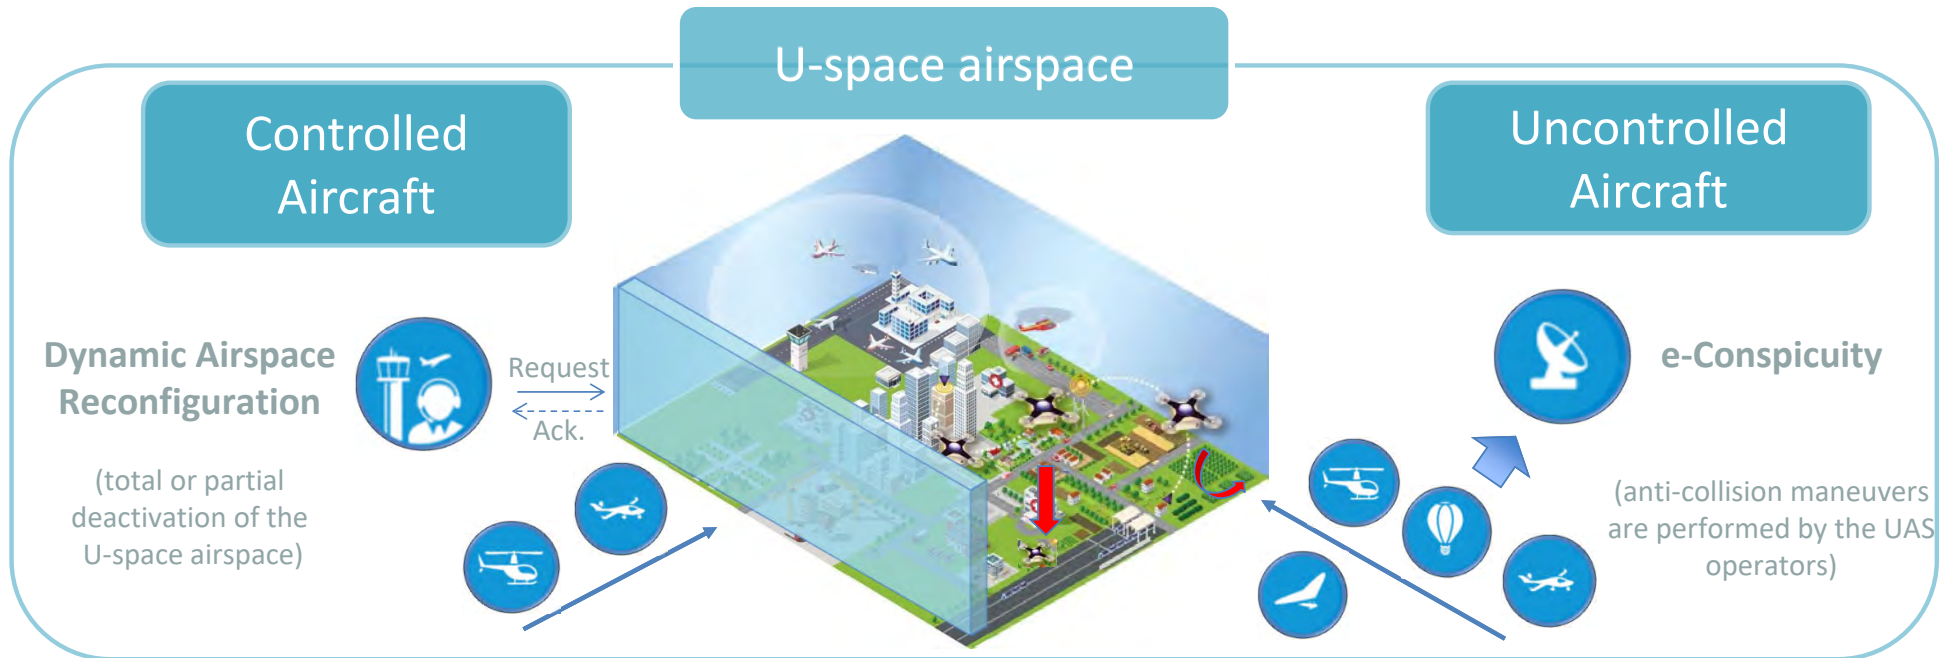 U-space airspace
Controlled
Aircraft
Uncontrolled
Aircraft
Dynamic Airspace
Reconfiguration
Request
Ack.
(total or partial
deactivation of the
U-space airspace)
e-Conspicuity
(anti-collision maneuvers
are performed by the UAS
operators)